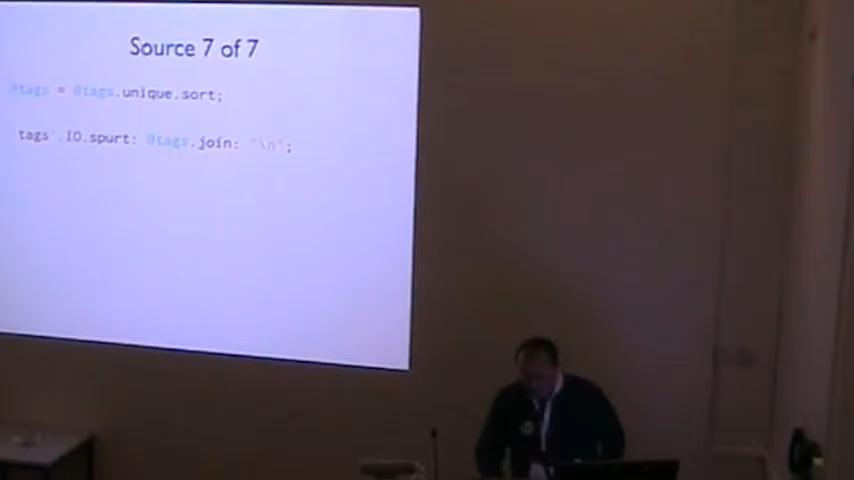 Source 7 of 7
@tags = @tags.unique.sort;
tags'.IO.spurt: @tags.join: "\n";